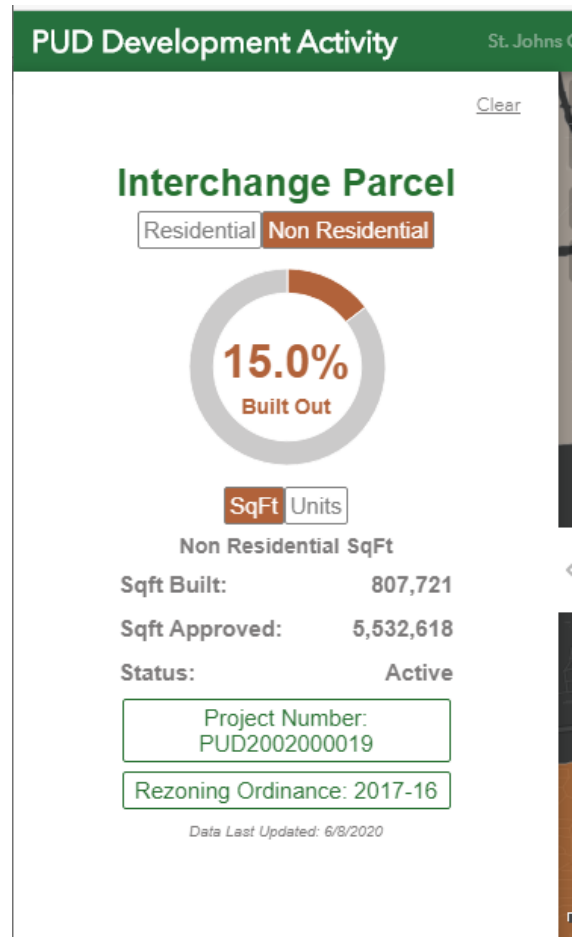 PUD Development Activity
St. Johns
Clear
Interchange Parcel
Residential Non Residential
15.0%
Built Out
SqFt Units
Non Residential SqFt
Sqft Built: 807,721
Sqft Approved: 5,532,618
Status: Active
Project Number:
PUD2002000019
Rezoning Ordinance: 2017-16
Data Last Updated: 6/8/2020